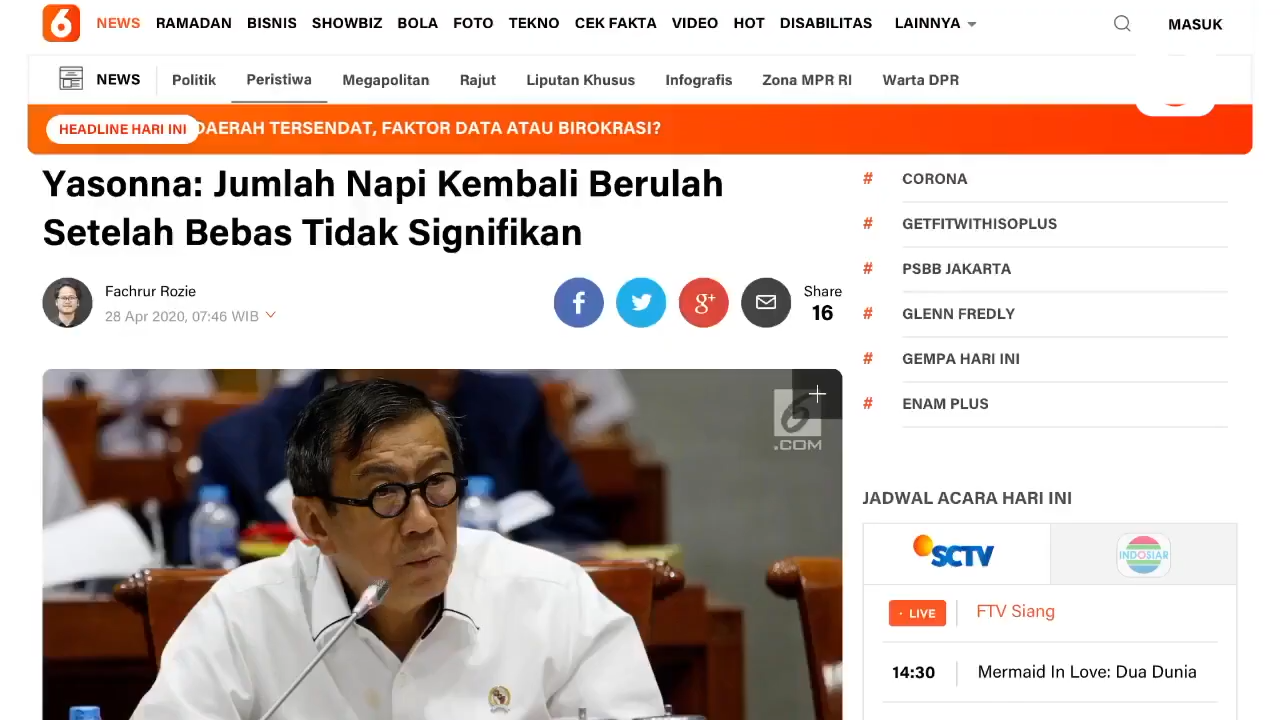 6 NEWS RAMADAN BISNIS SHOWBIZ BOLA FOTO TEKNO CEK FAKTA VIDEO HOT DISABILITAS LAINNYA MASUK
NEWS Politik Peristiwa Megapolitan Rajut Liputan Khusus Infografis Zona MPR RI Warta DPR
HEADLINE HARI INI DAERAH TERSENDAT, FAKTOR DATA ATAU BIROKRASI?
Yasonna: Jumlah Napi Kembali Berulah
Setelah Bebas Tidak Signifikan
Fachrur Rozie
28 Apr 2020, 07:46 WIB
f g+ Share
16
6
.COM
# CORONA
# GETFITWITHISOPLUS
# PSBB JAKARTA
# GLENN FREDLY
# GEMPA HARI INI
# ENAM PLUS
JADWAL ACARA HARI INI
SCTV INDOSIAR
· LIVE FTV Siang
14:30 Mermaid In Love: Dua Dunia